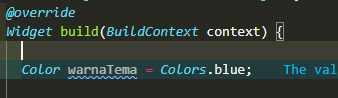 @override
Widget build(BuildContext context) {
Color warnaTema = Colors.blue; The val